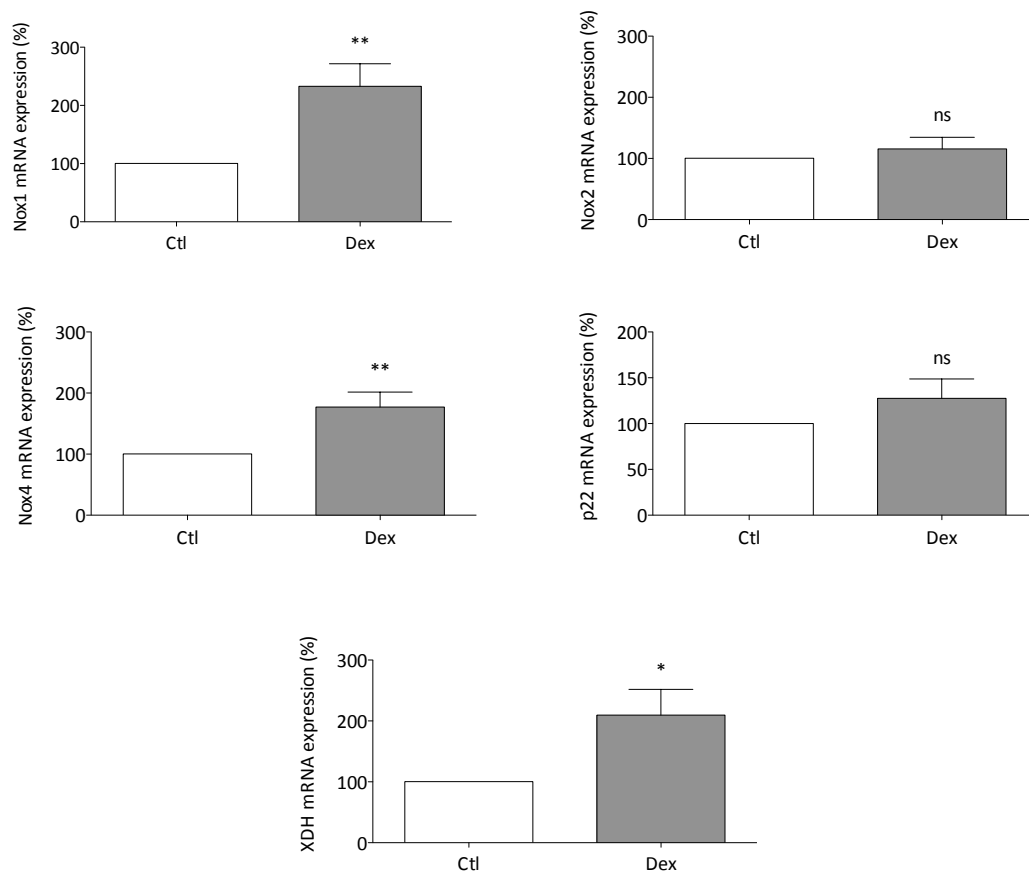 Nox1 mRNA expression (%)
300
200
100
0
**
Ctl
Dex
Nox2 mRNA expression (%)
300
200
100
0
ns
Ctl
Dex
Nox4 mRNA expression (%)
300
200
100
0
**
Ctl
Dex
p22 mRNA expression (%)
200
150
100
50
0
ns
Ctl
Dex
XDH mRNA expression (%)
300
200
100
0
*
Ctl
Dex